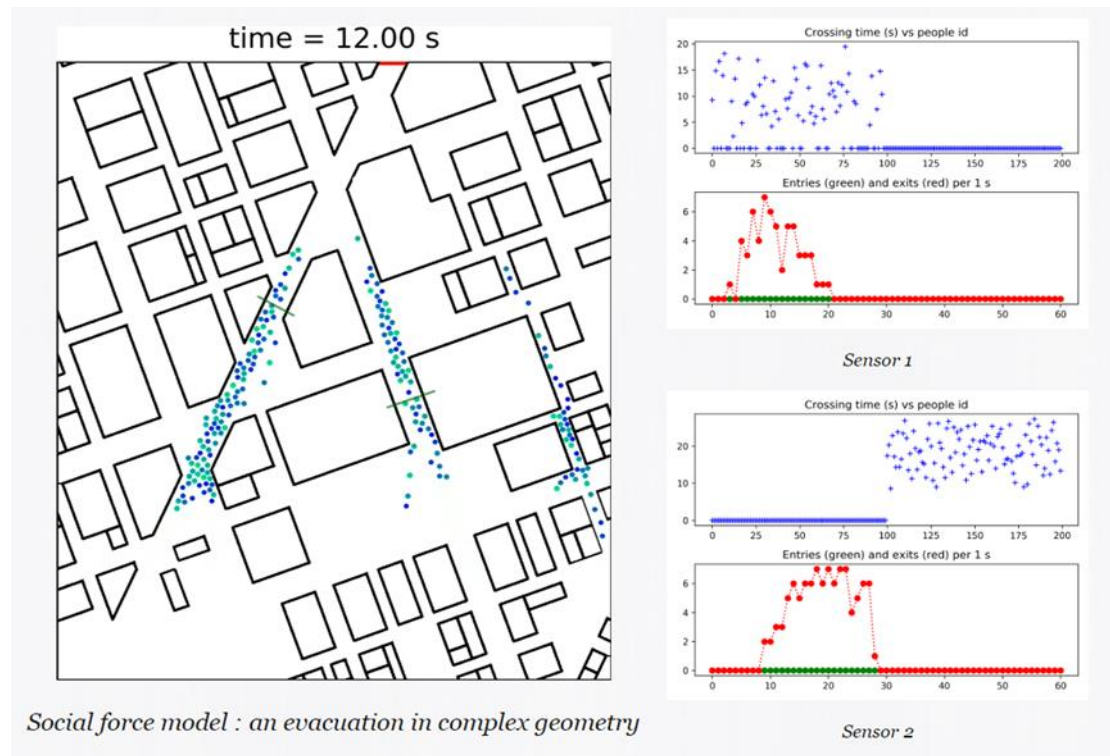 time = 12.00 s
Social force model : an evacuation in complex geometry
Crossing time (s) vs people id
20
15
10
5
0
0 25 50 75 100 125 150 175 200
Entries (green) and exits (red) per 1 s
6
4
2
0
0 10 20 30 40 50 60
Sensor 1
Crossing time (s) vs people id
20
10
0
0 25 50 75 100 125 150 175 200
Entries (green) and exits (red) per 1 s
6
4
2
0
0 10 20 30 40 50 60
Sensor 2